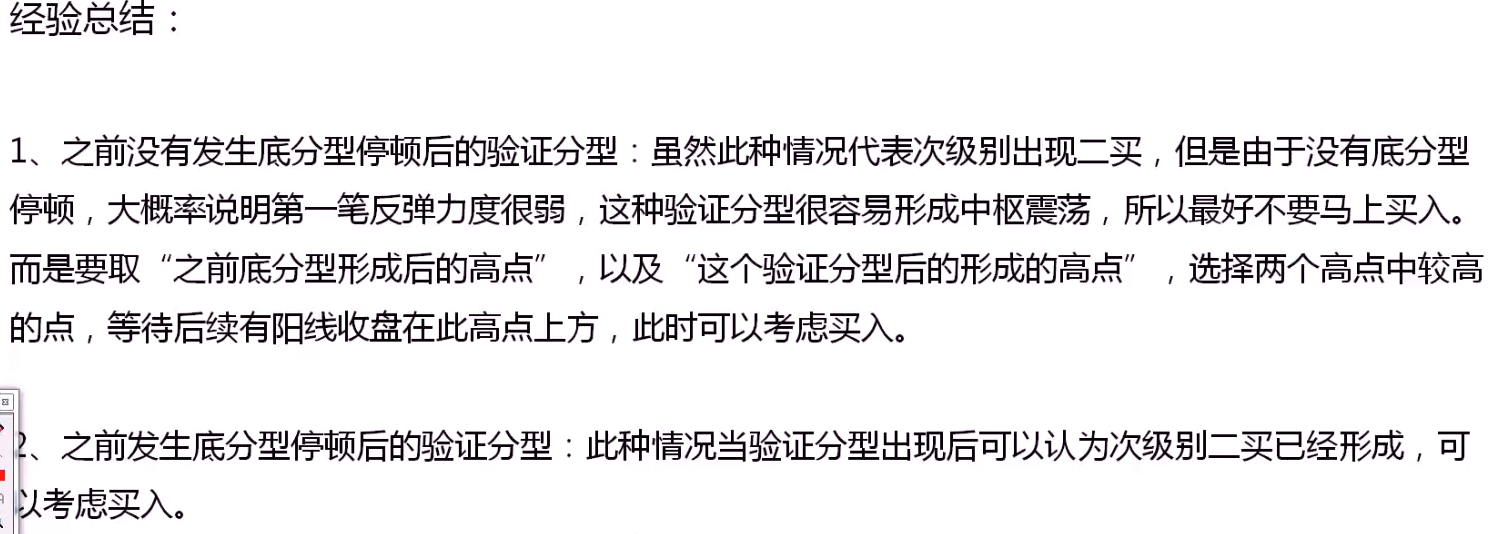 经验总结：
1、之前没有发生底分型停顿后的验证分型：虽然此种情况代表次级别出现二买，但是由于没有底分型
停顿，大概率说明第一笔反弹力度很弱，这种验证分型很容易形成中枢震荡，所以最好不要马上买入。
而是要取“之前底分型形成后的高点”，以及“这个验证分型后的形成的高点”，选择两个高点中较高
的点，等待后续有阳线收盘在此高点上方，此时可以考虑买入。
2、之前发生底分型停顿后的验证分型：此种情况当验证分型出现后可以认为次级别二买已经形成，可
以考虑买入。